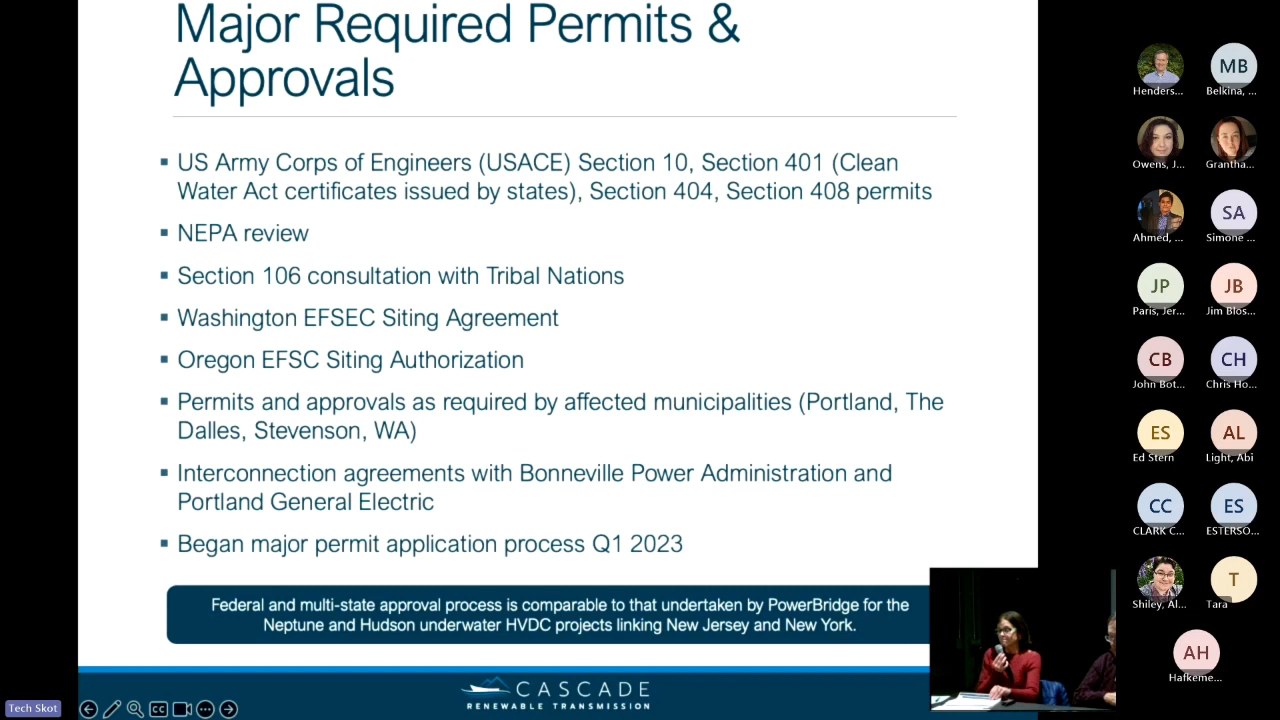 Major Required Permits &
Approvals
▪ US Army Corps of Engineers (USACE) Section 10, Section 401 (Clean
Water Act certificates issued by states), Section 404, Section 408 permits
▪ NEPA review
▪ Section 106 consultation with Tribal Nations
▪ Washington EFSEC Siting Agreement
▪ Oregon EFSC Siting Authorization
▪ Permits and approvals as required by affected municipalities (Portland, The
Dalles, Stevenson, WA)
▪ Interconnection agreements with Bonneville Power Administration and
Portland General Electric
▪ Began major permit application process Q1 2023
Federal and multi-state approval process is comparable to that undertaken by PowerBridge for the
Neptune and Hudson underwater HVDC projects linking New Jersey and New York.
CASCADE
RENEWABLE TRANSMISSION
Tech Skot
CC
Henders...
MB
Belkina, ...
Owens, J...
Grantha...
Ahmed, ...
SA
Simone ...
JP
Paris, Jer...
JB
Jim Blos...
CB
John Bot...
CH
Chris Ho...
ES
Ed Stern
AL
Light, Abi
CC
CLARK C...
ES
ESTERSO...
Shiley, Al...
T
Tara
AH
Hafkeme...